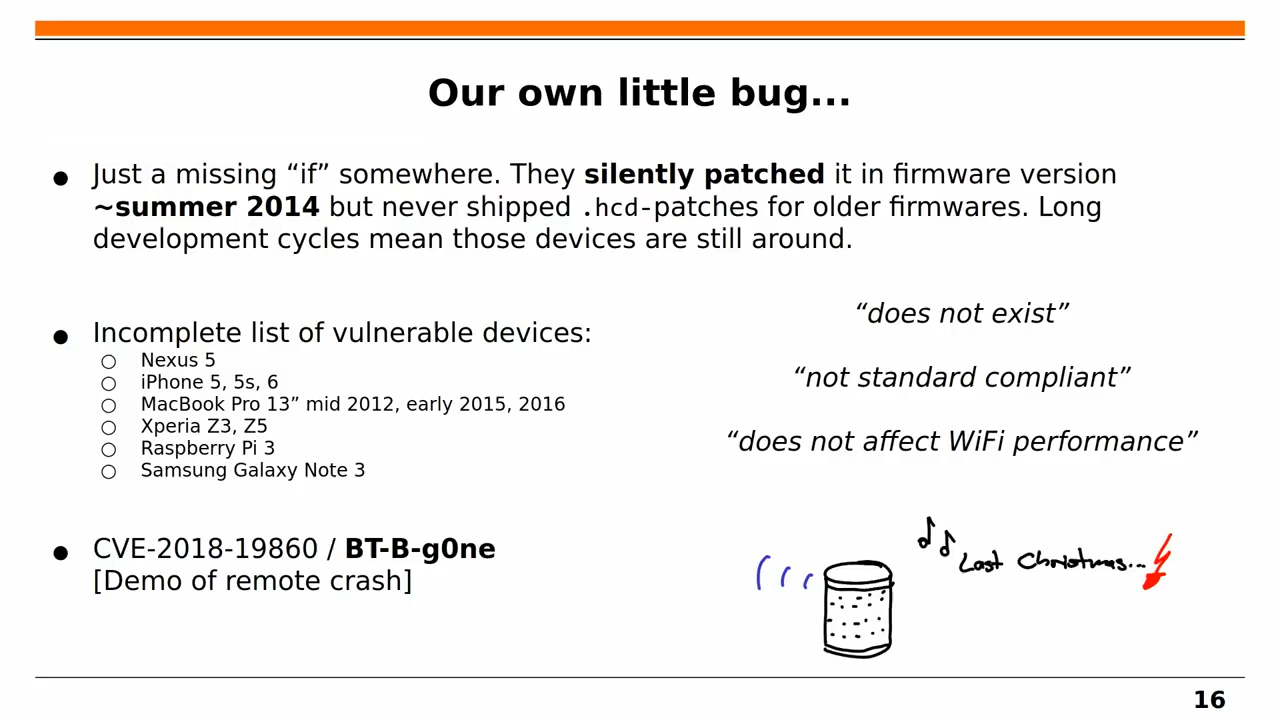 Our own little bug...
● Just a missing “if” somewhere. They silently patched it in firmware version
~summer 2014 but never shipped .hcd-patches for older firmwares. Long
development cycles mean those devices are still around.
● Incomplete list of vulnerable devices:
○ Nexus 5
○ iPhone 5, 5s, 6
○ MacBook Pro 13” mid 2012, early 2015, 2016
○ Xperia Z3, Z5
○ Raspberry Pi 3
○ Samsung Galaxy Note 3
“does not exist”
“not standard compliant”
“does not affect WiFi performance”
● CVE-2018-19860 / BT-B-g0ne
[Demo of remote crash]
Last Christmas...
16